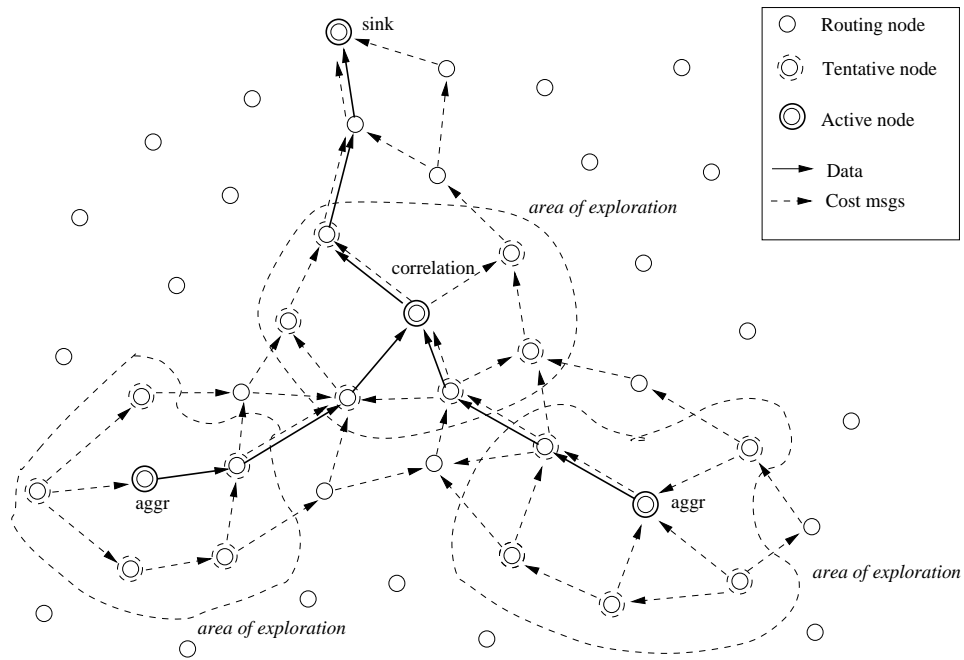 sink
Routing node
Tentative node
Active node
Data
Cost msgs
area of exploration
correlation
aggr
aggr
area of exploration
area of exploration